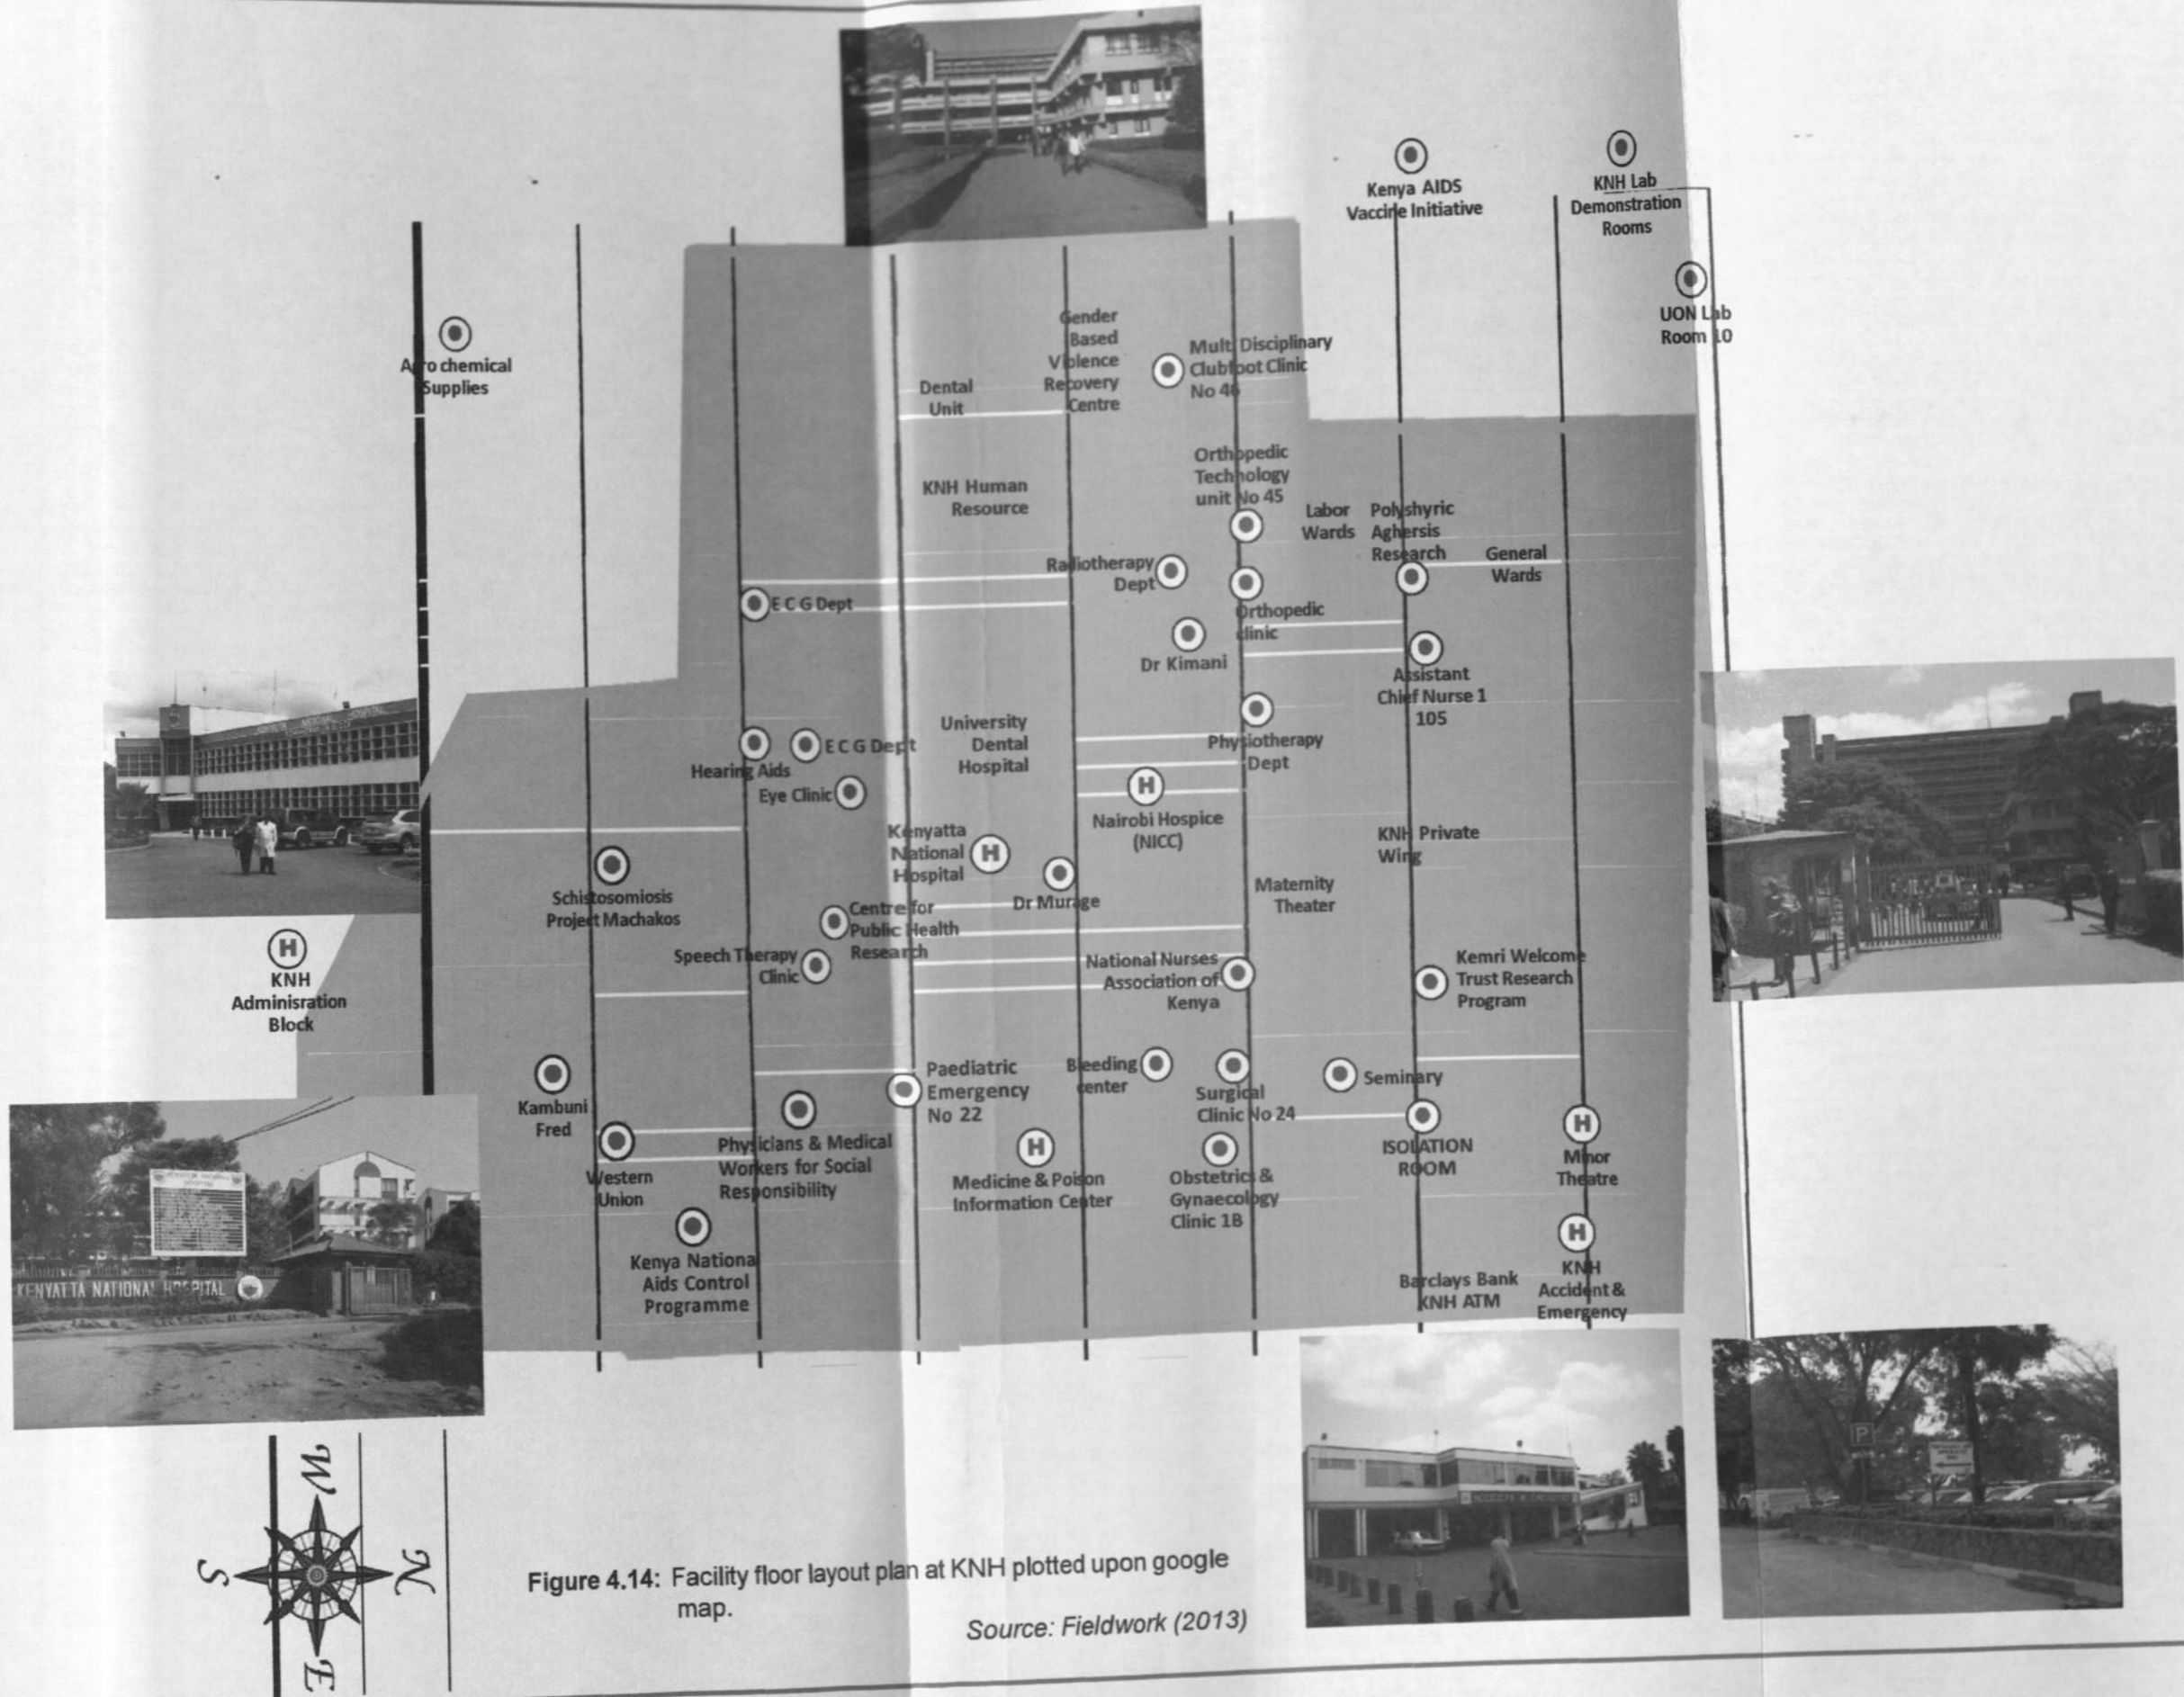 Kenya AIDS
Vaccine Initiative
KNH Lab
Demonstration
Rooms
UON Lab
Room 10
Agro chemical
Supplies
Gender
Based
Violence
Recovery
Centre
Multi Disciplinary
Clubfoot Clinic
No 46
Dental
Unit
Orthopedic
Technology
unit No 45
KNH Human
Resource
Labor
Wards
Polyshyric
Aghersis
Research
General
Wards
Radiotherapy
Dept
E C G Dept
Orthopedic
clinic
Dr Kimani
Assistant
Chief Nurse 1
105
University
Dental
Hospital
Physiotherapy
Dept
E C G Dept
Hearing Aids
Eye Clinic
Nairobi Hospice
(NICC)
Kenyatta
National
Hospital
H
H
KNH Private
Wing
Schistosomiosis
Project Machakos
Dr Murage
Maternity
Theater
Centre for
Public Health
Research
H
KNH
Adminisration
Block
Speech Therapy
Clinic
National Nurses
Association of
Kenya
Kemri Welcome
Trust Research
Program
Kambuni
Fred
Paediatric
Emergency
No 22
Bleeding
center
Surgical
Clinic No 24
Seminary
Western
Union
Physicians & Medical
Workers for Social
Responsibility
H
Medicine & Poison
Information Center
Obstetrics &
Gynaecology
Clinic 1B
ISOLATION
ROOM
H
Minor
Theatre
Kenya National
Aids Control
Programme
Barclays Bank
KNH ATM
H
KNH
Accident &
Emergency
KENYATTA NATIONAL HOSPITAL
P
ACCIDENT & EMERGENCY
W
S
N
E
Figure 4.14: Facility floor layout plan at KNH plotted upon google
map.
Source: Fieldwork (2013)